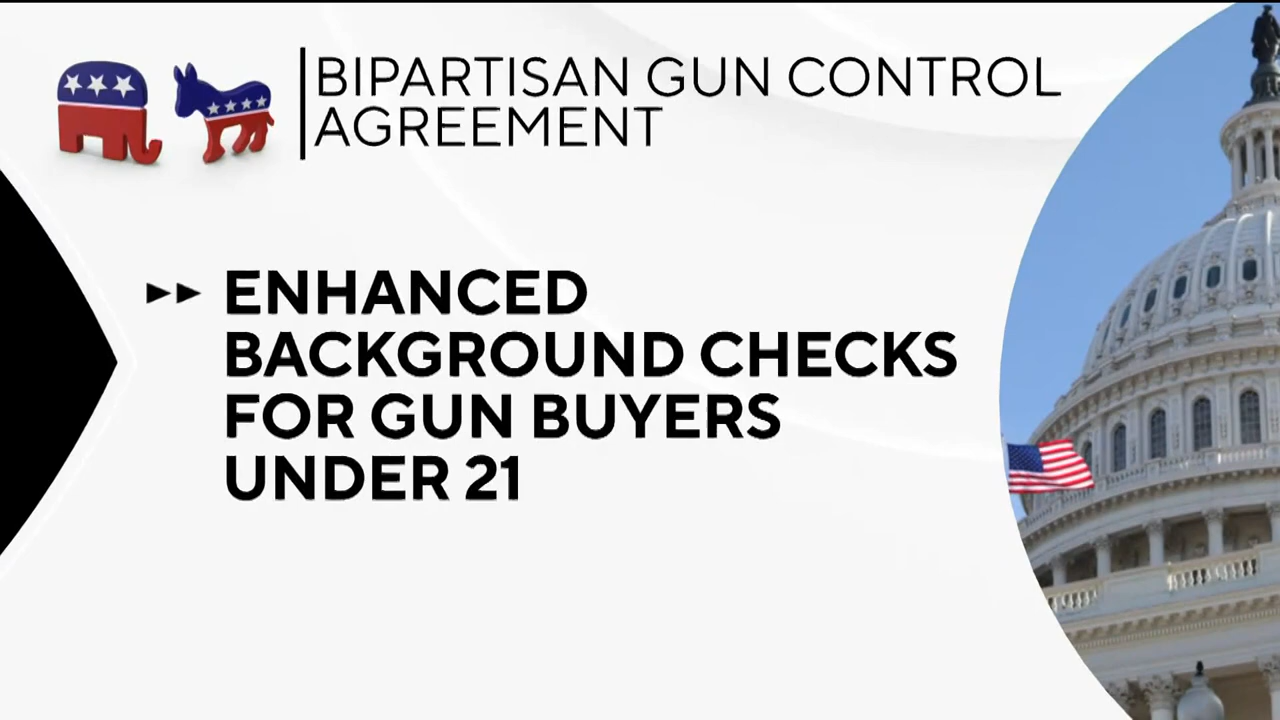 BIPARTISAN GUN CONTROL
AGREEMENT
ENHANCED
BACKGROUND CHECKS
FOR GUN BUYERS
UNDER 21